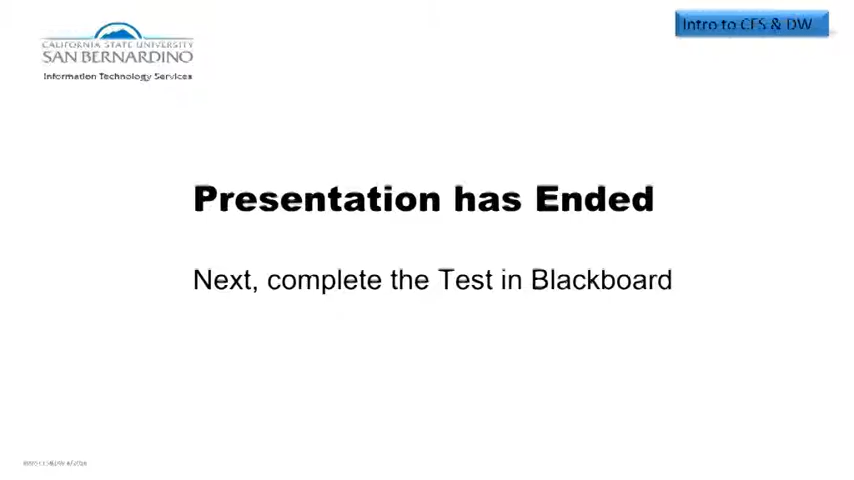 Intro to CFS & DW
CALIFORNIA STATE UNIVERSITY
SAN BERNARDINO
Information Technology Services
Presentation has Ended
Next, complete the Test in Blackboard